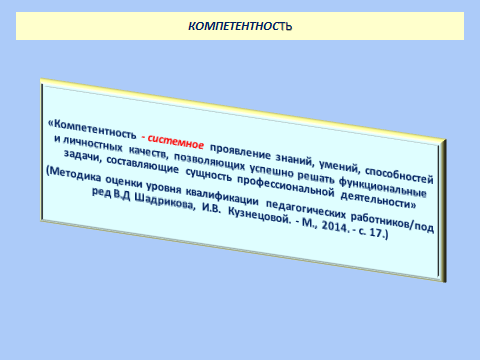 КОМПЕТЕНТНОСТЬ
«Компетентность - системное проявление знаний, умений, способностей
и личностных качеств, позволяющих успешно решать функциональные
задачи, составляющие сущность профессиональной деятельности»
(Методика оценки уровня квалификации педагогических работников/под
ред В.Д Шадрикова, И.В. Кузнецовой. - М., 2014. - с. 17.)